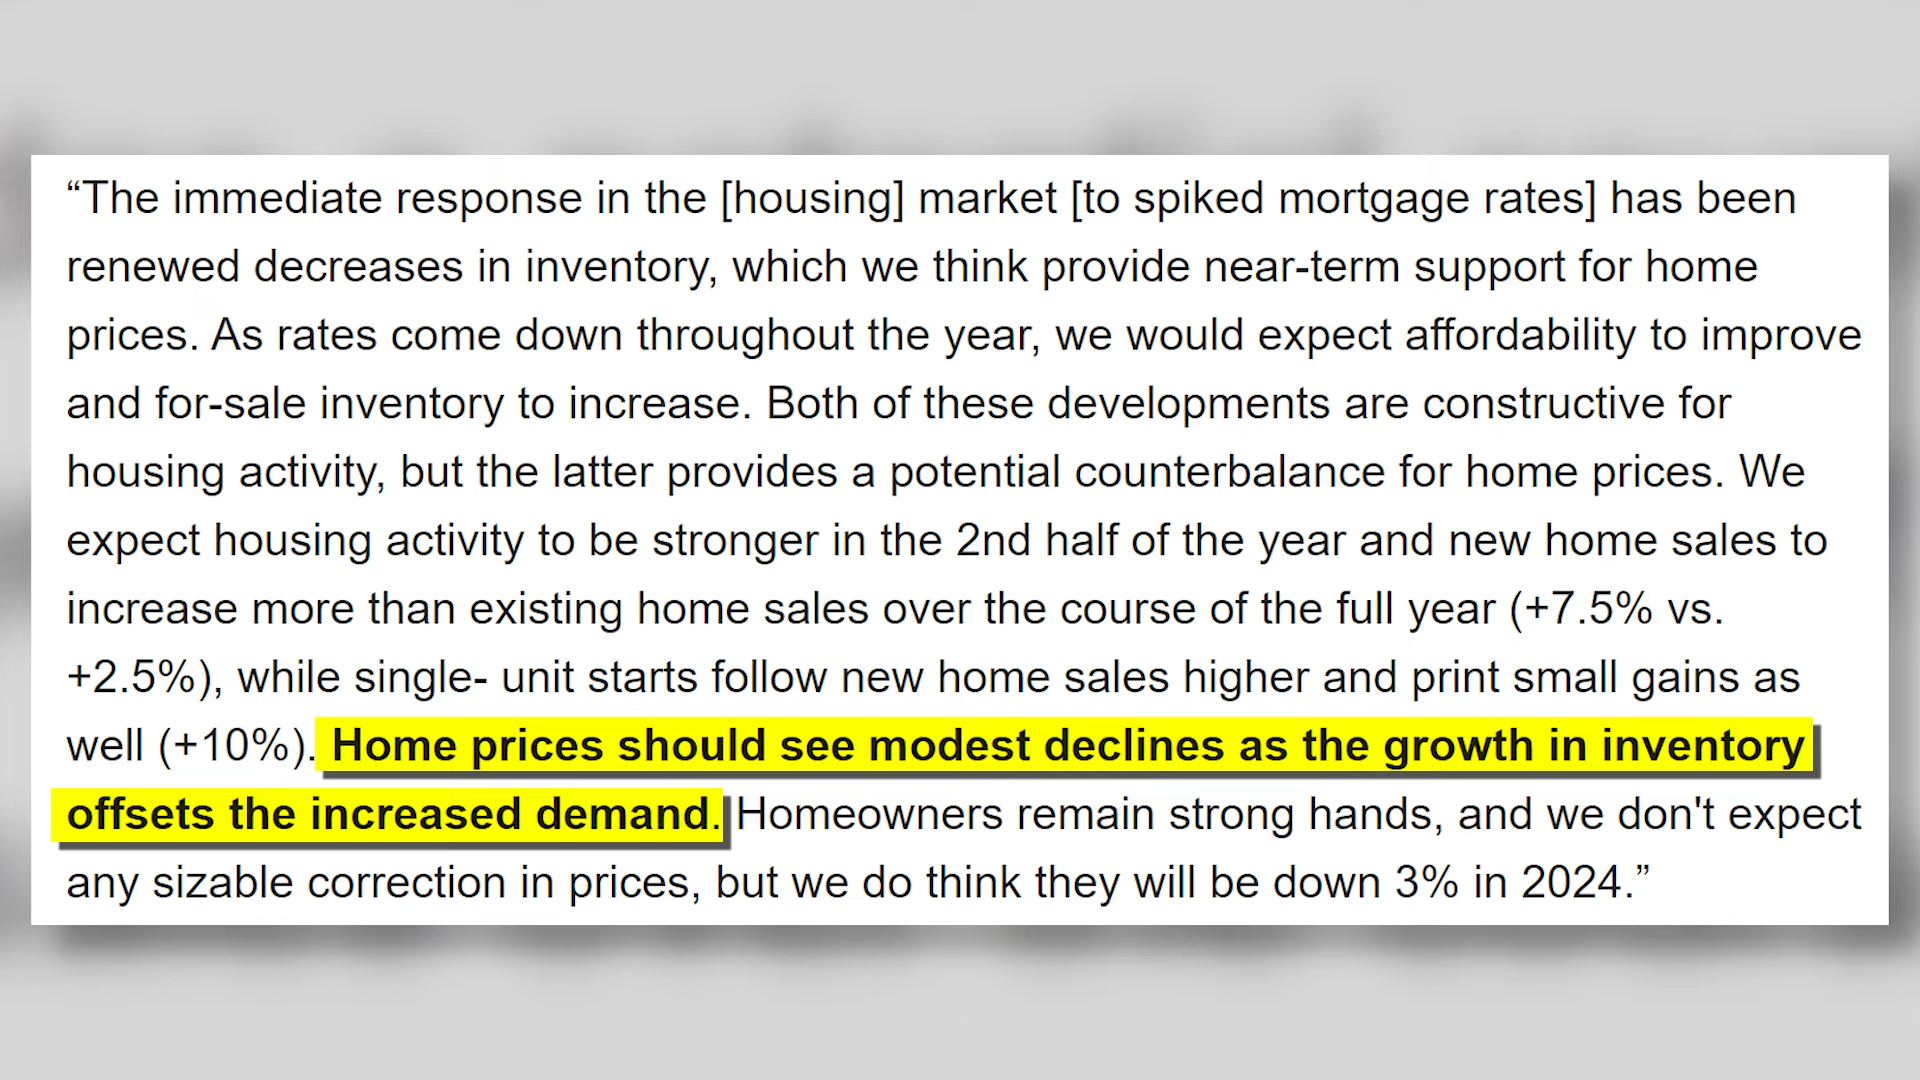 “The immediate response in the [housing] market [to spiked mortgage rates] has been
renewed decreases in inventory, which we think provide near-term support for home
prices. As rates come down throughout the year, we would expect affordability to improve
and for-sale inventory to increase. Both of these developments are constructive for
housing activity, but the latter provides a potential counterbalance for home prices. We
expect housing activity to be stronger in the 2nd half of the year and new home sales to
increase more than existing home sales over the course of the full year (+7.5% vs.
+2.5%), while single- unit starts follow new home sales higher and print small gains as
well (+10%). Home prices should see modest declines as the growth in inventory
offsets the increased demand. Homeowners remain strong hands, and we don't expect
any sizable correction in prices, but we do think they will be down 3% in 2024.”